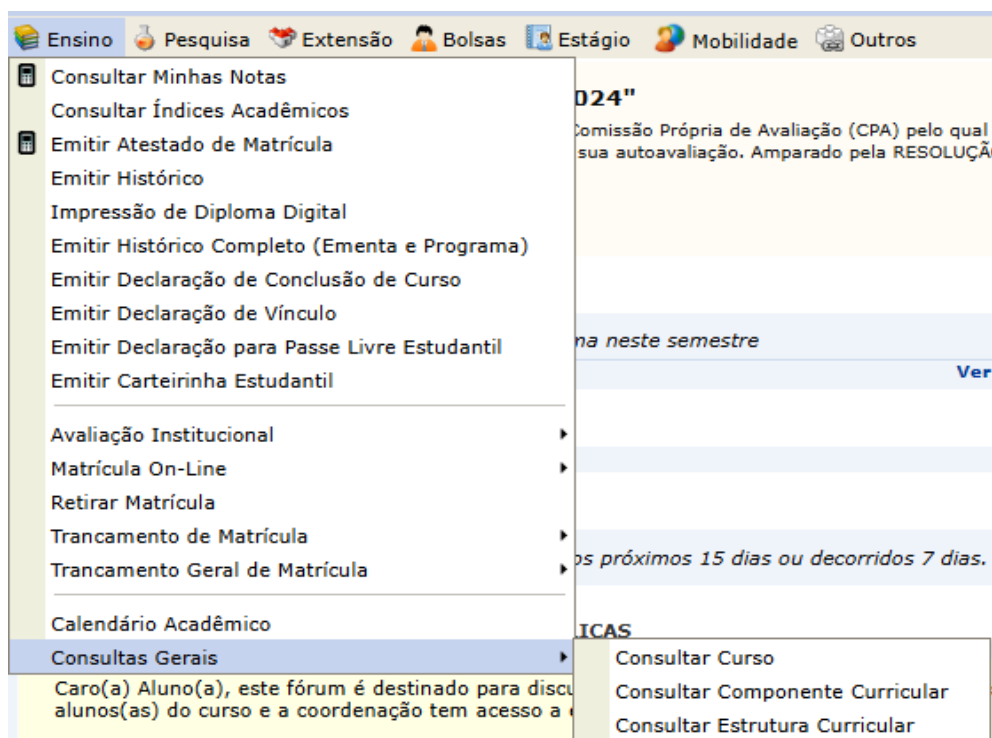 Ensino Pesquisa Extensão Bolsas Estágio Mobilidade Outros
Consultar Minhas Notas
Consultar Índices Acadêmicos
024"
Emitir Atestado de Matrícula
Comissão Própria de Avaliação (CPA) pelo qual
sua autoavaliação. Amparado pela
Emitir Histórico
Impressão de Diploma Digital
Emitir Histórico Completo (Ementa e Programa)
Emitir Declaração de Conclusão de Curso
Emitir Declaração de Vínculo
Emitir Declaração para Passe Livre Estudantil
neste semestre
Emitir Carteirinha Estudantil
Ver
Avaliação Institucional
Matrícula On-Line
Retirar Matrícula
Trancamento de Matrícula
Trancamento Geral de Matrícula
próximos 15 dias ou decorridos 7 dias.
Calendário Acadêmico
Consultas Gerais
Consultar Curso
Consultar Componente Curricular
Consultar Estrutura Curricular
Caro(a) Aluno(a), este fórum é destinado para
alunos(as) do curso e a coordenação tem acesso a